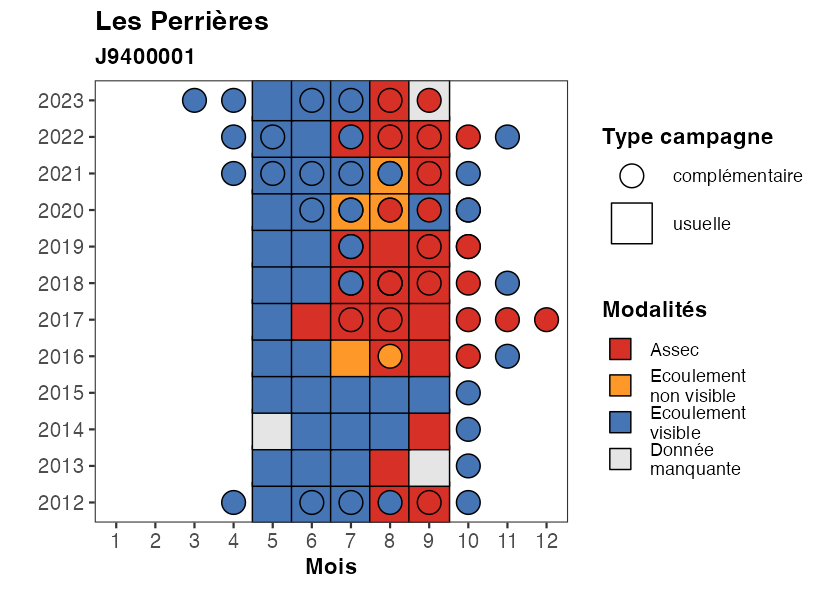 Les Perrières
J9400001
2023
2022
2021
2020
2019
2018
2017
2016
2015
2014
2013
2012
1 2 3 4 5 6 7 8 9 10 11 12
Mois
Type campagne
complémentaire
usuelle
Modalités
Assec
Ecoulement
non visible
Ecoulement
visible
Donnée
manquante